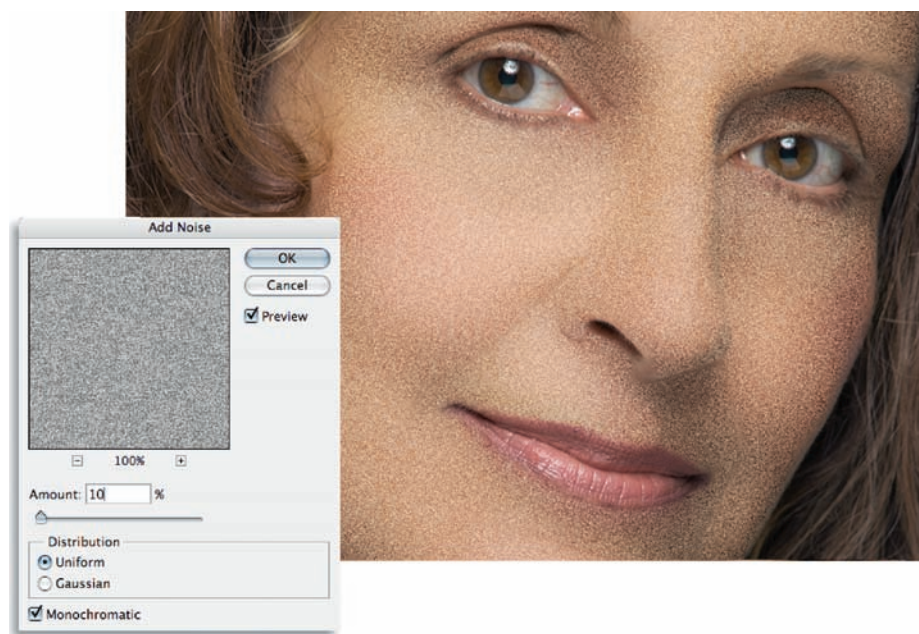 Add Noise
OK
Cancel
Preview
100%
Amount: 10 %
Distribution
Uniform
Gaussian
Monochromatic